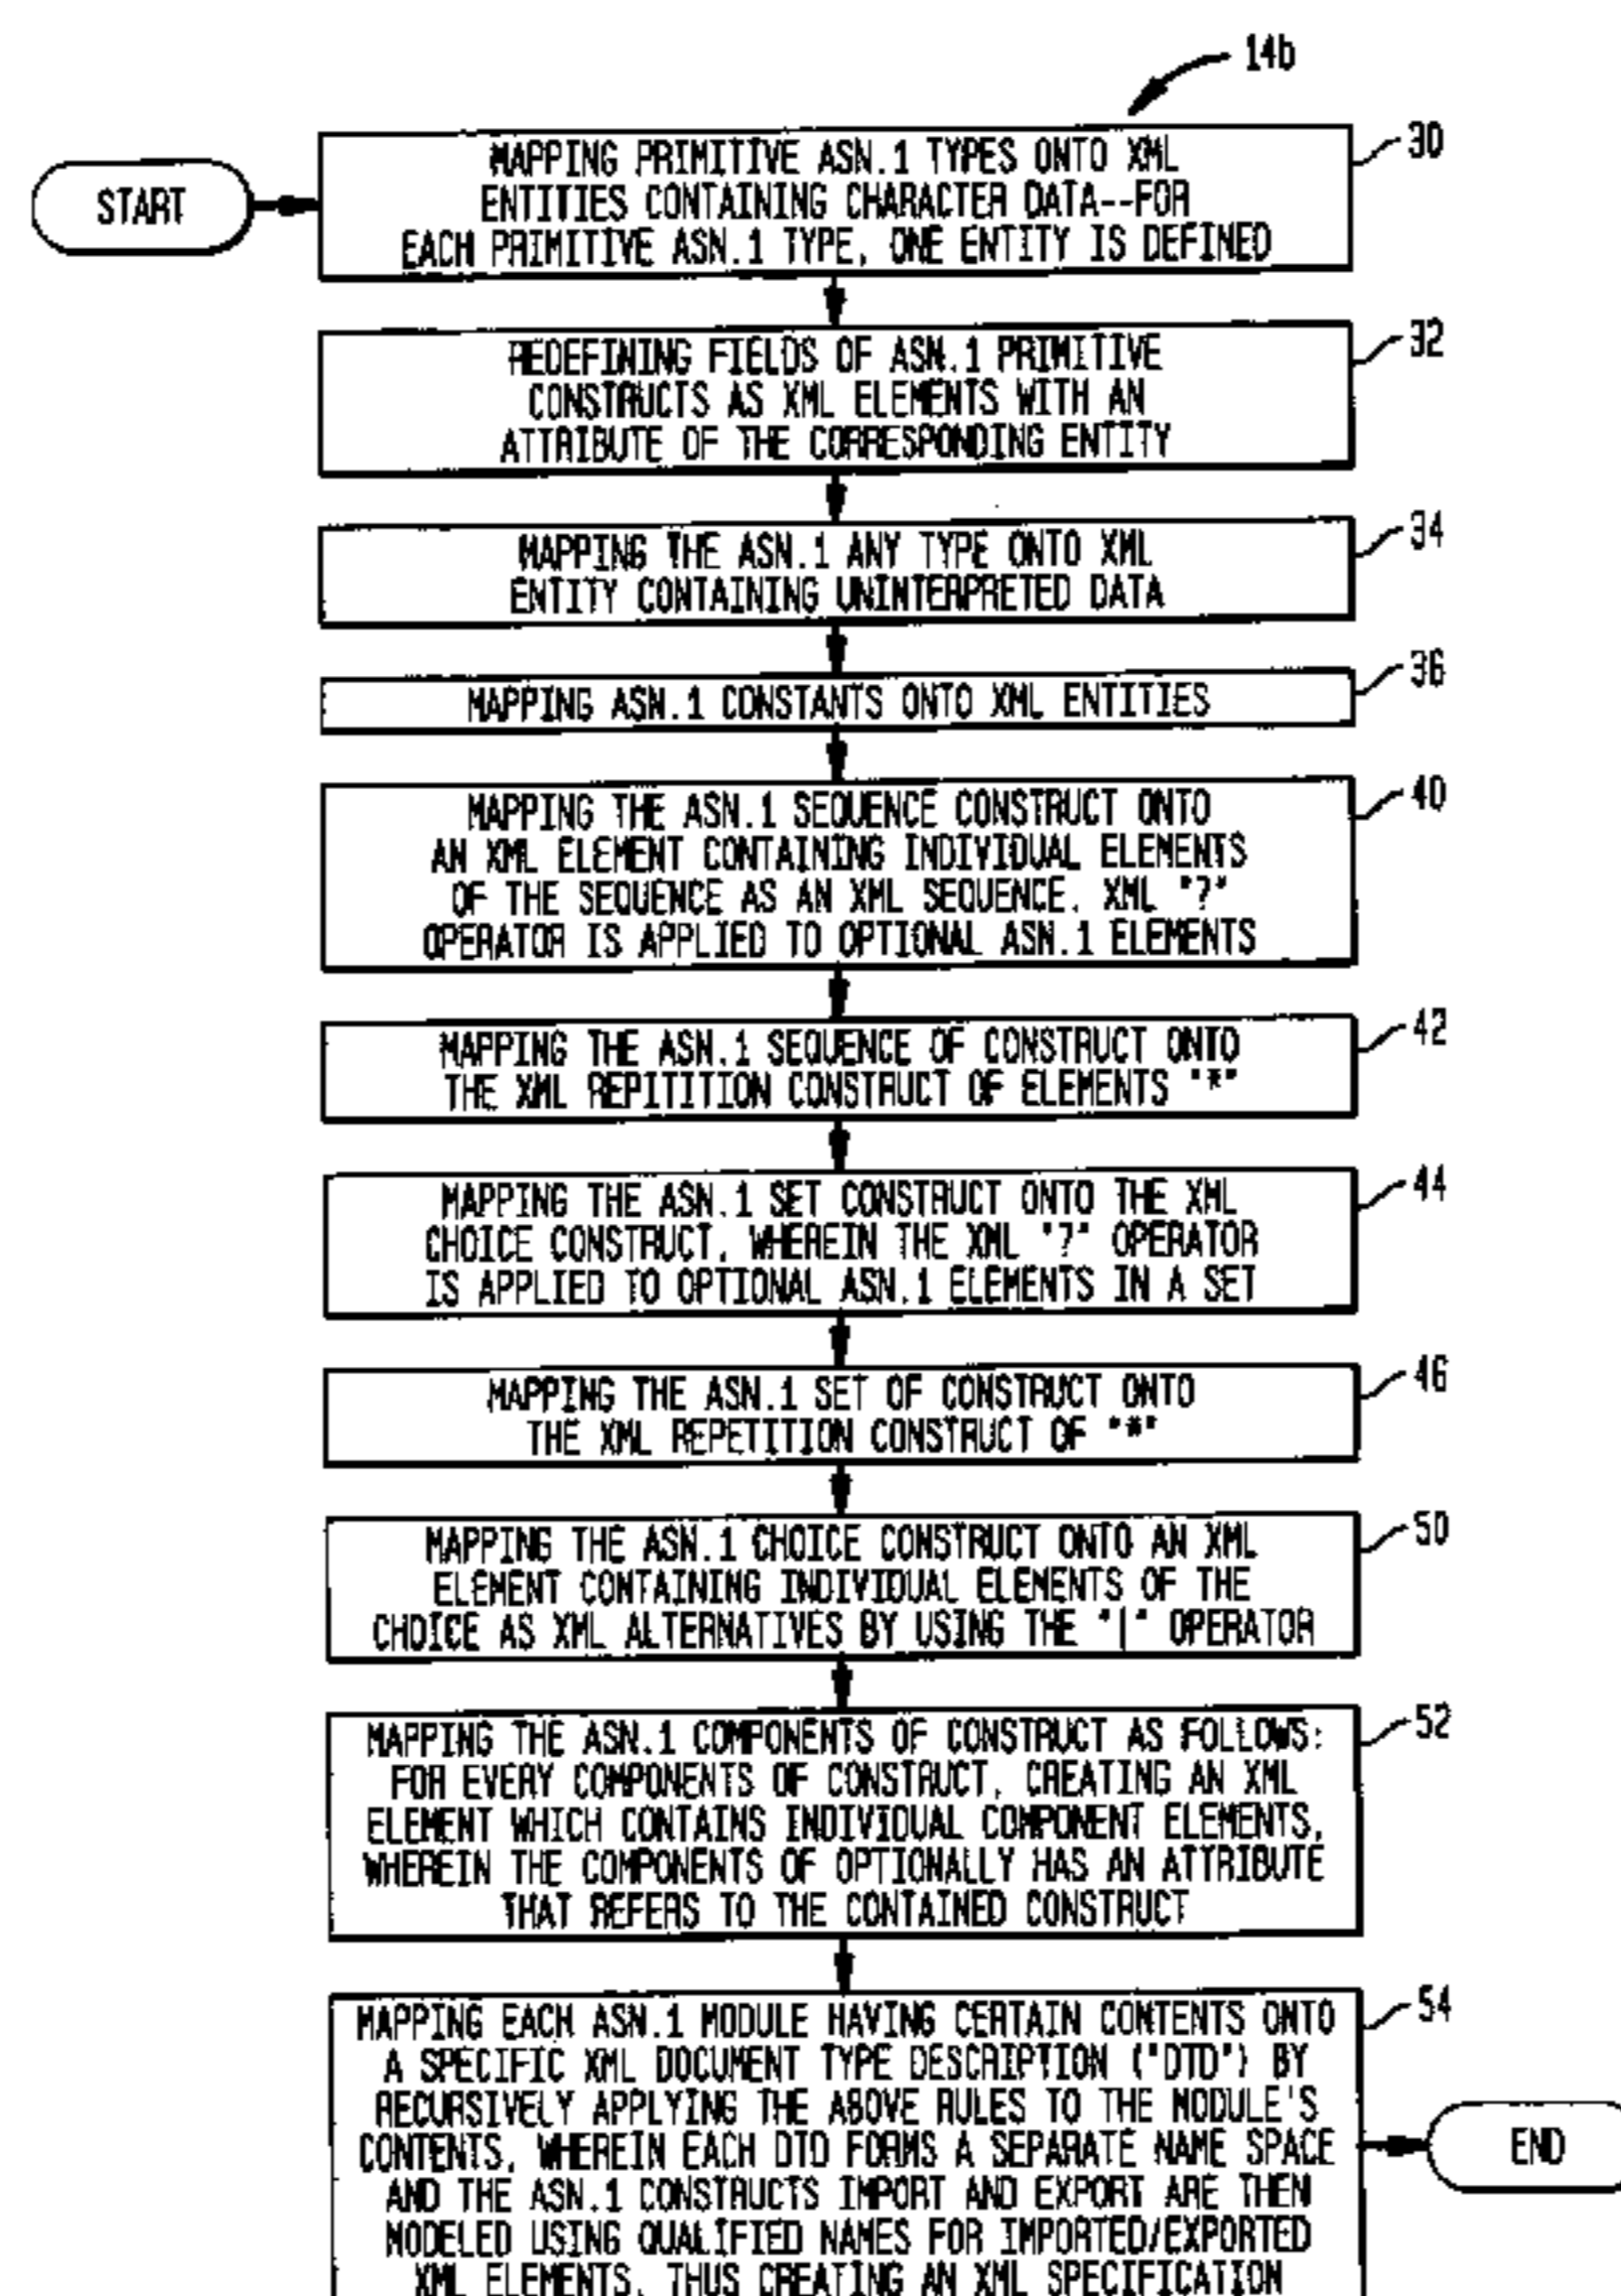 14b
START
MAPPING PRIMITIVE ASN.1 TYPES ONTO XML
ENTITIES CONTAINING CHARACTER DATA--FOR
EACH PRIMITIVE ASN.1 TYPE, ONE ENTITY IS DEFINED
30
REDEFINING FIELDS OF ASN.1 PRIMITIVE
CONSTRUCTS AS XML ELEMENTS WITH AN
ATTRIBUTE OF THE CORRESPONDING ENTITY
32
MAPPING THE ASN.1 ANY TYPE ONTO XML
ENTITY CONTAINING UNINTERPRETED DATA
34
MAPPING ASN.1 CONSTANTS ONTO XML ENTITIES
36
MAPPING THE ASN.1 SEQUENCE CONSTRUCT ONTO
AN XML ELEMENT CONTAINING INDIVIDUAL ELEMENTS
OF THE SEQUENCE AS AN XML SEQUENCE. XML "?"
OPERATOR IS APPLIED TO OPTIONAL ASN.1 ELEMENTS
40
MAPPING THE ASN.1 SEQUENCE OF CONSTRUCT ONTO
THE XML REPITITION CONSTRUCT OF ELEMENTS "*"
42
MAPPING THE ASN.1 SET CONSTRUCT ONTO THE XML
CHOICE CONSTRUCT, WHEREIN THE XML "?" OPERATOR
IS APPLIED TO OPTIONAL ASN.1 ELEMENTS IN A SET
44
MAPPING THE ASN.1 SET OF CONSTRUCT ONTO
THE XML REPETITION CONSTRUCT OF "*"
46
MAPPING THE ASN.1 CHOICE CONSTRUCT ONTO AN XML
ELEMENT CONTAINING INDIVIDUAL ELEMENTS OF THE
CHOICE AS XML ALTERNATIVES BY USING THE "|" OPERATOR
50
MAPPING THE ASN.1 COMPONENTS OF CONSTRUCT AS FOLLOWS:
FOR EVERY COMPONENTS OF CONSTRUCT, CREATING AN XML
ELEMENT WHICH CONTAINS INDIVIDUAL COMPONENT ELEMENTS,
WHEREIN THE COMPONENTS OF OPTIONALLY HAS AN ATTRIBUTE
THAT REFERS TO THE CONTAINED CONSTRUCT
52
MAPPING EACH ASN.1 MODULE HAVING CERTAIN CONTENTS ONTO
A SPECIFIC XML DOCUMENT TYPE DESCRIPTION ("DTD") BY
RECURSIVELY APPLYING THE ABOVE RULES TO THE MODULE'S
CONTENTS, WHEREIN EACH DTD FORMS A SEPARATE NAME SPACE
AND THE ASN.1 CONSTRUCTS IMPORT AND EXPORT ARE THEN
MODELED USING QUALIFIED NAMES FOR IMPORTED/EXPORTED
XML ELEMENTS, THUS CREATING AN XML SPECIFICATION
54
END